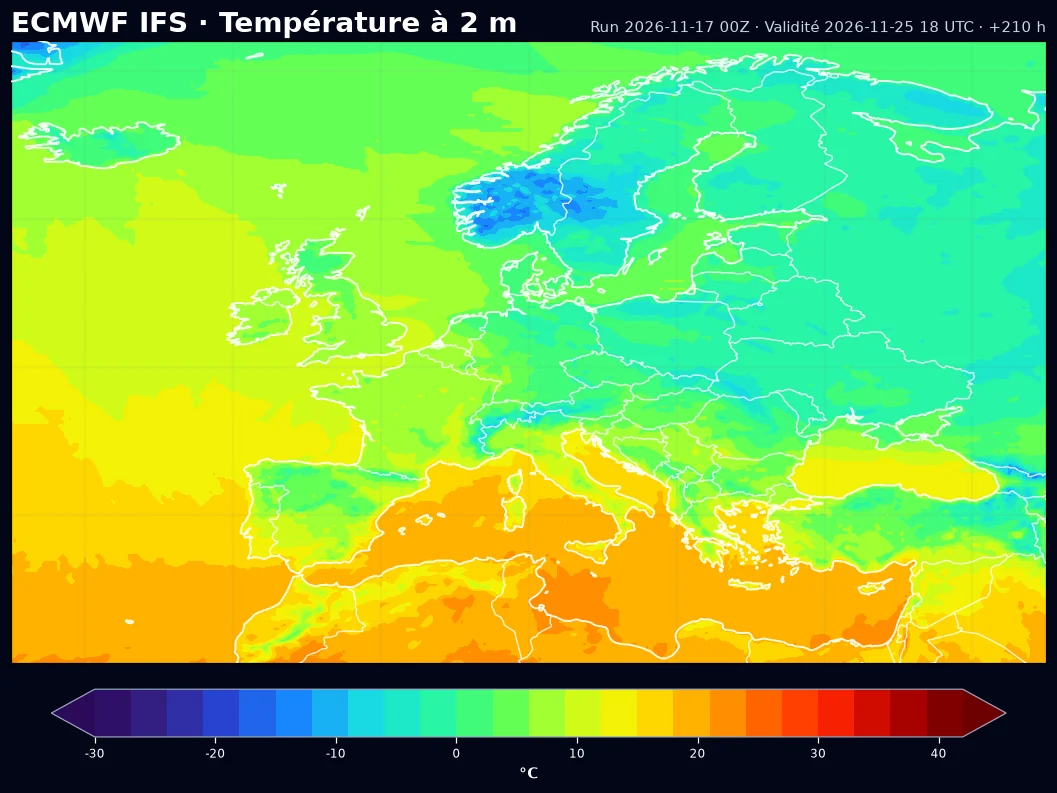 ECMWF IFS · Température à 2 m
Run 2026-11-17 00Z · Validité 2026-11-25 18 UTC · +210 h
-30 -20 -10 0 10 20 30 40
°C